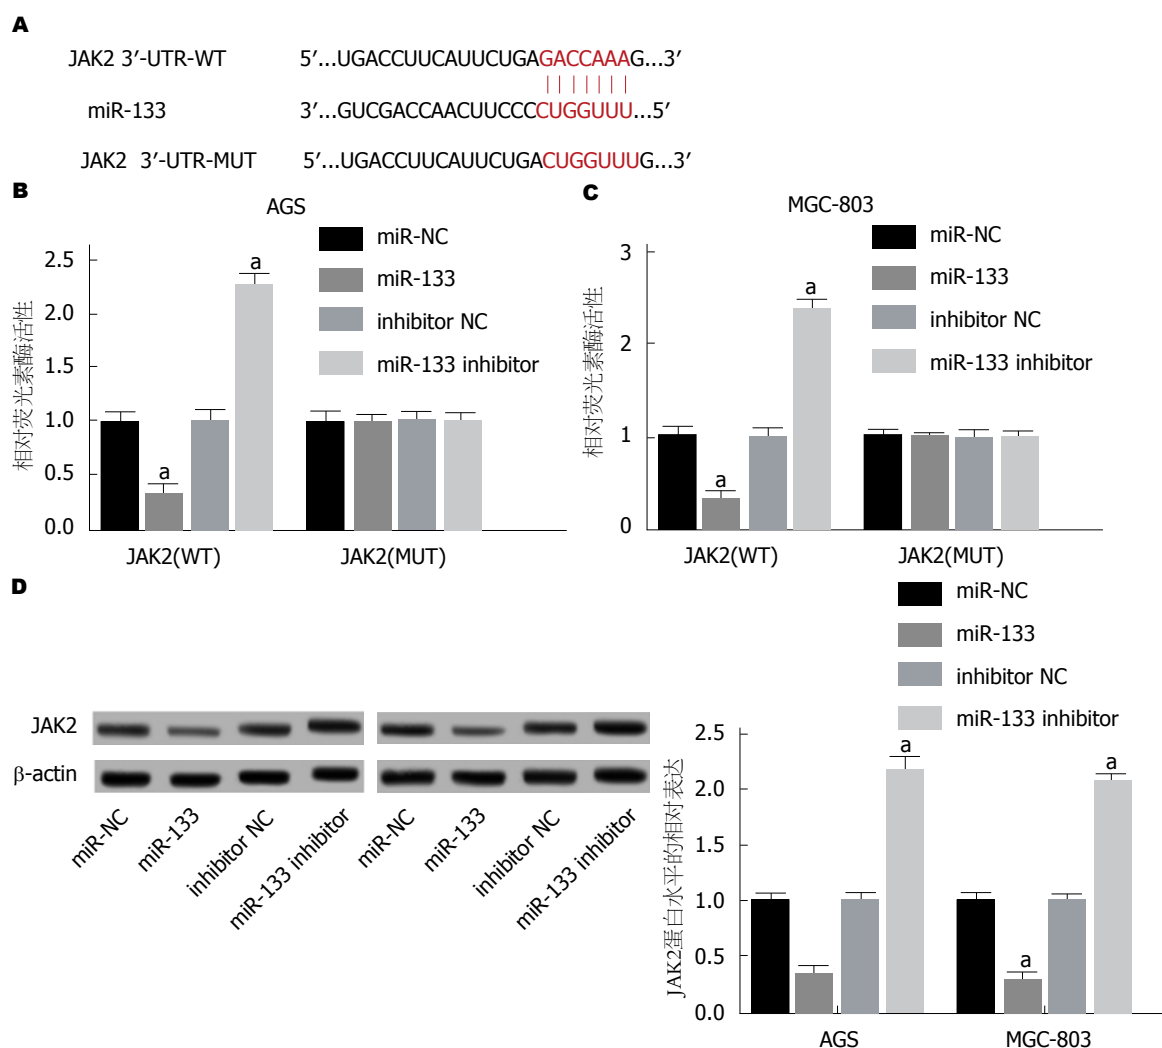 A
JAK2 3′-UTR-WT 5′...UGACCUUCAUUCUGAGACCAAAG...3′
miR-133 3′...GUCGACCAACUUCCCCUGGUUU...5′
JAK2 3′-UTR-MUT 5′...UGACCUUCAUUCUGACUGGUUUG...3′
B
AGS
相对荧光素酶活性
2.5
2.0
1.5
1.0
0.5
0.0
miR-NC
miR-133
inhibitor NC
miR-133 inhibitor
a
a
JAK2(WT)
JAK2(MUT)
C
MGC-803
相对荧光素酶活性
3
2
1
0
miR-NC
miR-133
inhibitor NC
miR-133 inhibitor
a
a
JAK2(WT)
JAK2(MUT)
D
JAK2
β-actin
miR-NC
miR-133
inhibitor NC
miR-133 inhibitor
miR-NC
miR-133
inhibitor NC
miR-133 inhibitor
miR-NC
miR-133
inhibitor NC
miR-133 inhibitor
JAK2蛋白水平的相对表达
2.5
2.0
1.5
1.0
0.5
0.0
a
a
a
AGS
MGC-803